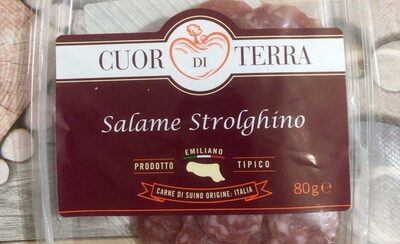 CUOR DI TERRA
Salame Strolghino
EMILIANO
PRODOTTO TIPICO
CARNE DI SUINO ORIGINE: ITALIA
80g e